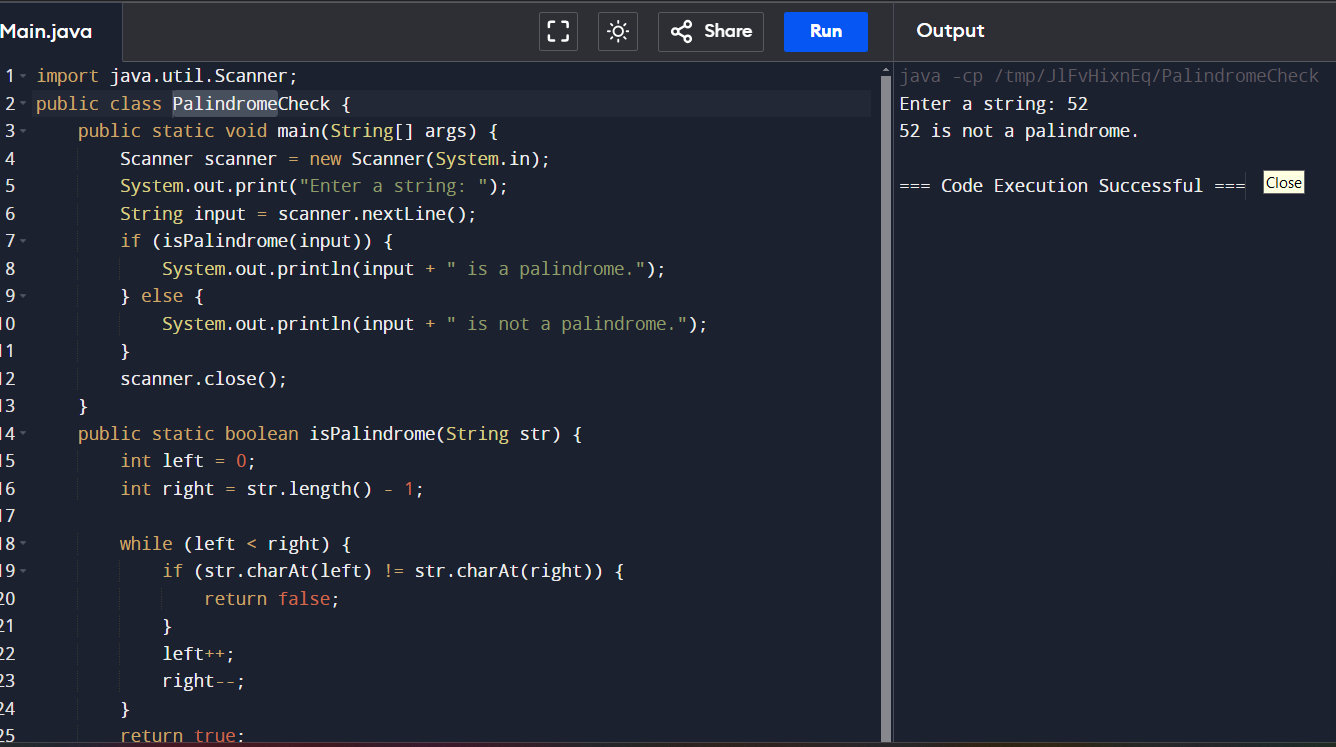 Main.java
Share
Run
Output
1 import java.util.Scanner;
2 public class PalindromeCheck {
3 public static void main(String[] args) {
4 Scanner scanner = new Scanner(System.in);
5 System.out.print("Enter a string: ");
6 String input = scanner.nextLine();
7 if (isPalindrome(input)) {
8 System.out.println(input + " is a palindrome.");
9 } else {
10 System.out.println(input + " is not a palindrome.");
11 }
12 scanner.close();
13 }
14 public static boolean isPalindrome(String str) {
15 int left = 0;
16 int right = str.length() - 1;
17
18 while (left < right) {
19 if (str.charAt(left) != str.charAt(right)) {
20 return false;
21 }
22 left++;
23 right--;
24 }
25 return true;
java -cp /tmp/JlFvHixnEq/PalindromeCheck
Enter a string: 52
52 is not a palindrome.
=== Code Execution Successful ===
Close